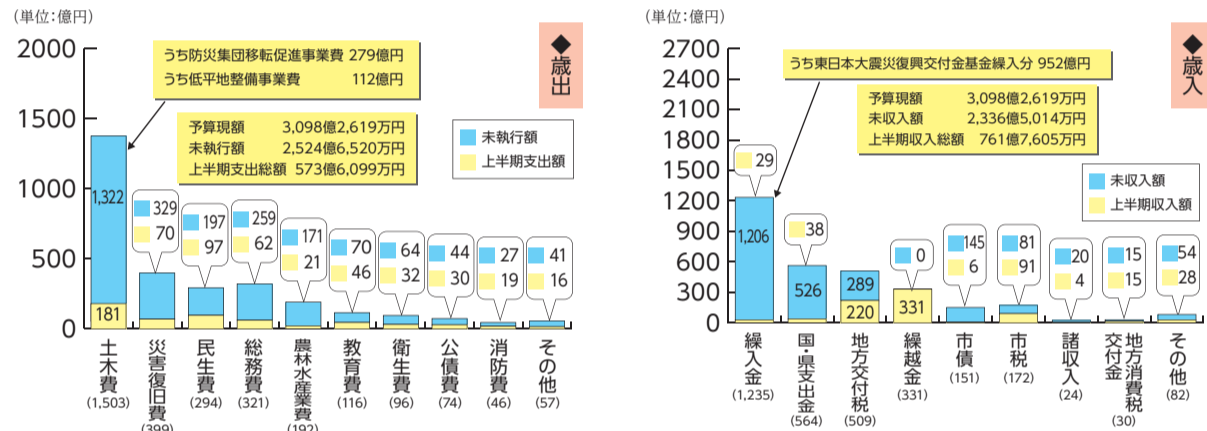 (単位：億円)
◆歳出
2000
1500
1000
500
0
うち防災集団移転促進事業費 279億円
うち低平地整備事業費 112億円
予算現額 3,098億2,619万円
未執行額 2,524億6,520万円
上半期支出総額 573億6,099万円
未執行額
上半期支出額
1,322
181
329
70
197
97
259
62
171
21
70
46
64
32
44
30
27
19
41
16
土木費
(1,503)
災害復旧費
(399)
民生費
(294)
総務費
(321)
農林水産業費
(192)
教育費
(116)
衛生費
(96)
公債費
(74)
消防費
(46)
その他
(57)
(単位：億円)
◆歳入
2700
2400
2100
1800
1500
1200
900
600
300
0
うち東日本大震災復興交付金基金繰入分 952億円
予算現額 3,098億2,619万円
未収入額 2,336億5,014万円
上半期収入総額 761億7,605万円
未収入額
上半期収入額
29
1,206
38
526
289
220
0
331
145
6
81
91
20
4
15
15
54
28
繰入金
(1,235)
国・県支出金
(564)
地方交付税
(509)
繰越金
(331)
市債
(151)
市税
(172)
諸収入
(24)
地方消費税
交付金
(30)
その他
(82)